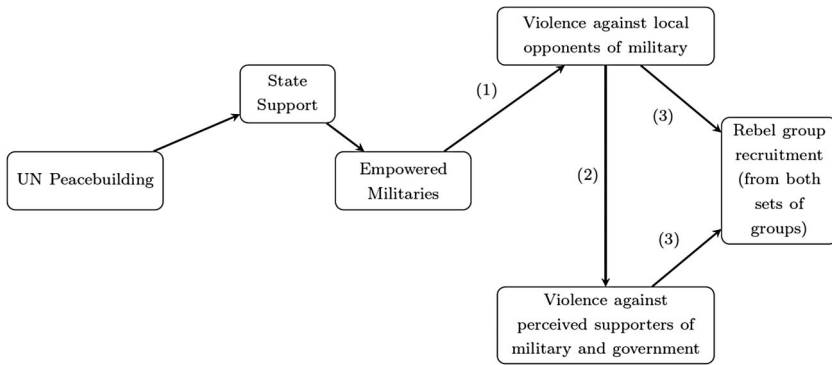 Violence against local
opponents of military
State
Support
(1)
(3)
Rebel group
recruitment
(from both
sets of
groups)
UN Peacebuilding
Empowered
Militaries
(2)
(3)
Violence against
perceived supporters of
military and government